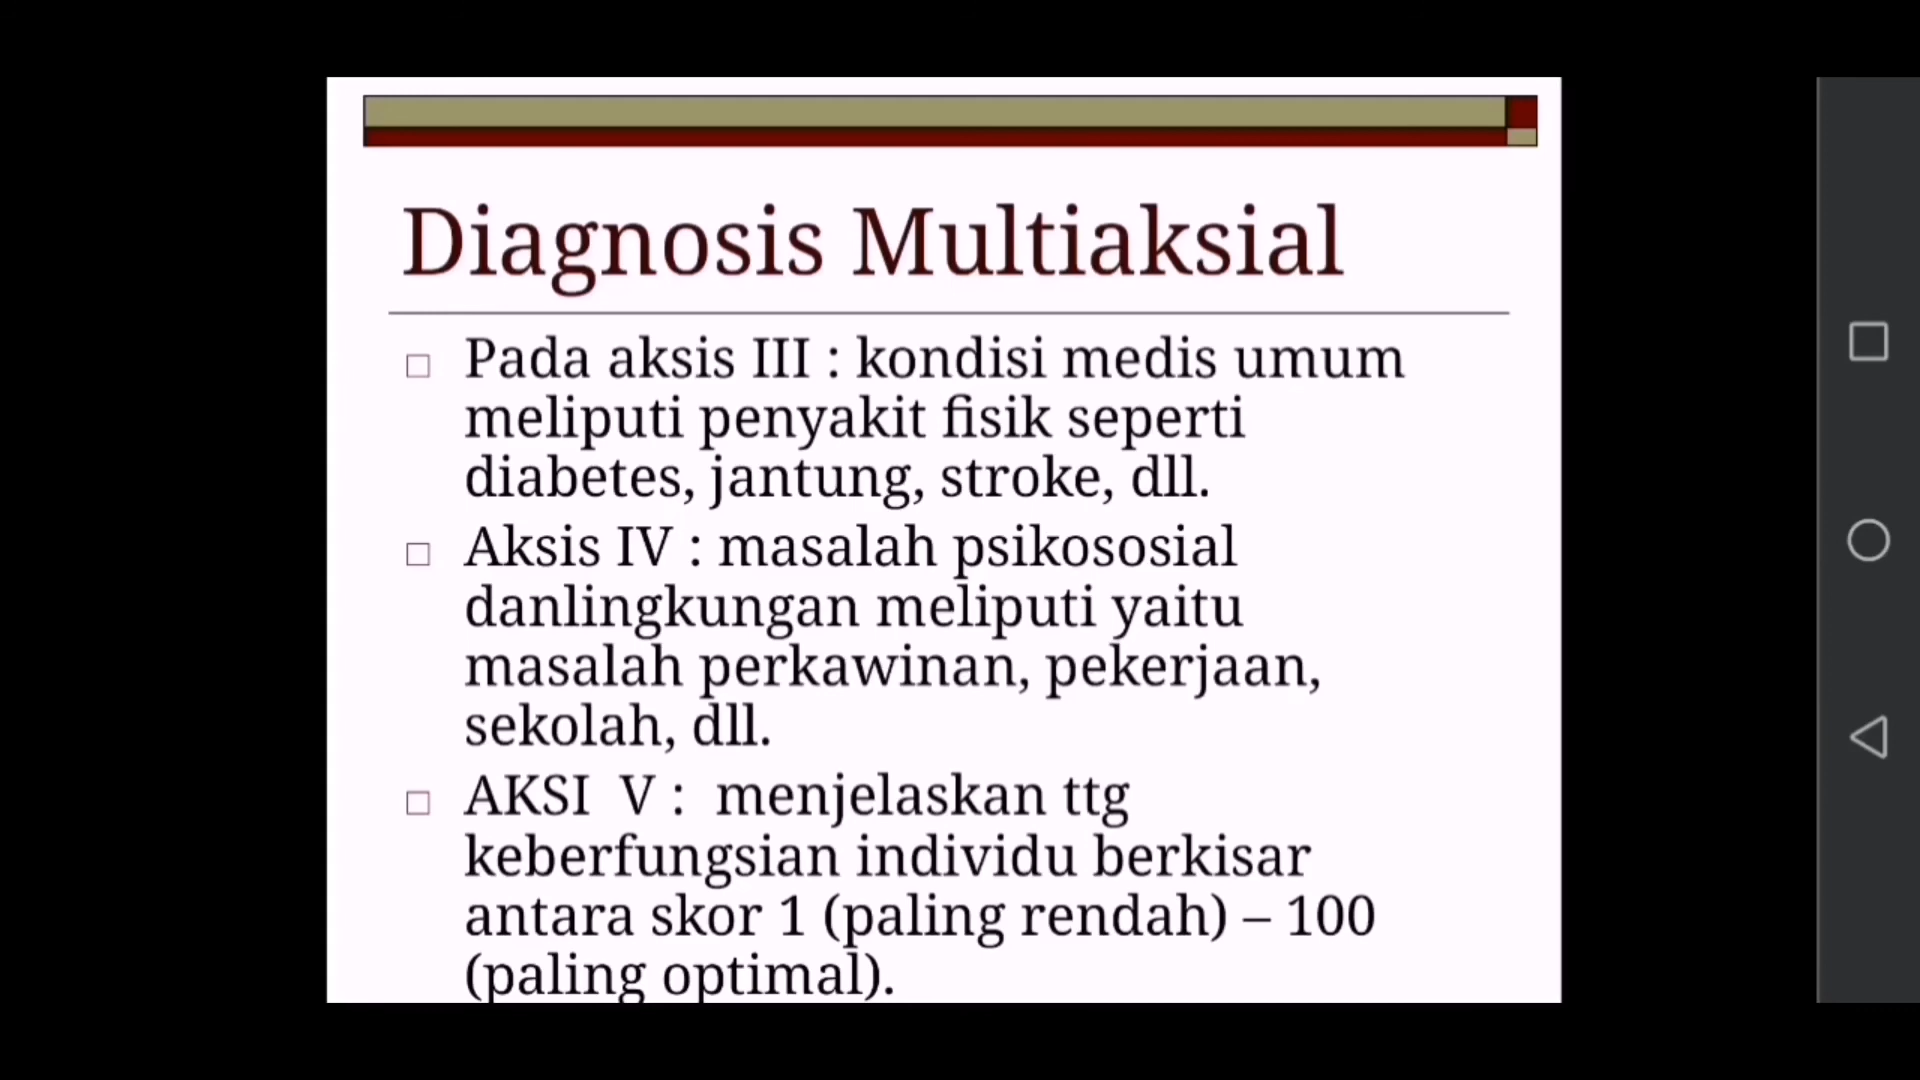 Diagnosis Multiaksial
Pada aksis III : kondisi medis umum
meliputi penyakit fisik seperti
diabetes, jantung, stroke, dll.
Aksis IV : masalah psikososial
danlingkungan meliputi yaitu
masalah perkawinan, pekerjaan,
sekolah, dll.
AKSI  V :  menjelaskan ttg
keberfungsian individu berkisar
antara skor 1 (paling rendah) – 100
(paling optimal).